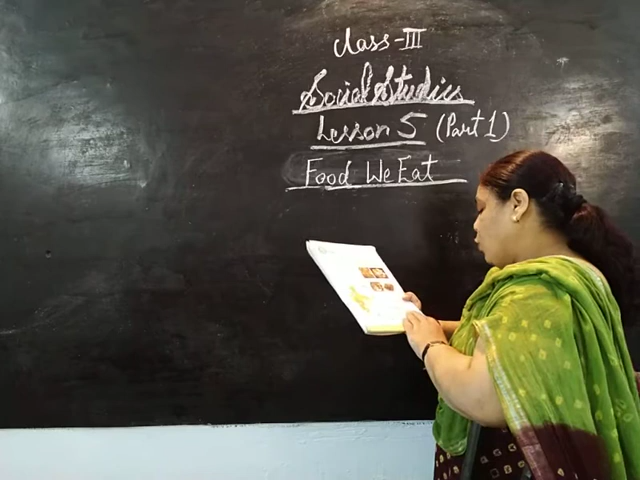 Class-III
Social Studies
Lesson 5 (Part 1)
Food We Eat